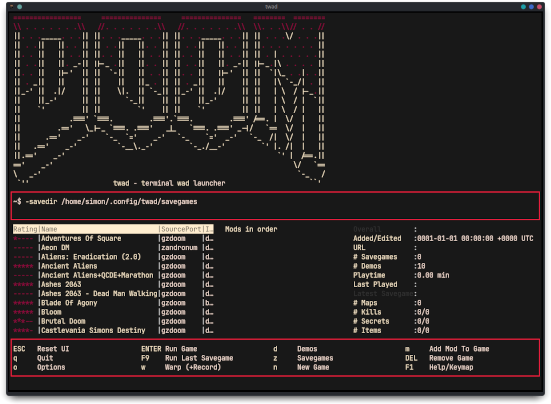 twad
twad - terminal wad launcher
~$ -savedir /home/simon/.config/twad/savegames
Rating|Name |SourcePort|I… Mods in order Overall :
|Adventures Of Square |gzdoom |d… Added/Edited :0001-01-01 00:00:00 +0000 UTC
|Aeon DM |zandronum |d… URL :
|Aliens: Eradication (2.0) |gzdoom |d… # Savegames :0
|Ancient Aliens |gzdoom |d… # Demos :10
|Ancient Aliens+QCDE+Marathon |gzdoom |d… Playtime :0.00 min
|Ashes 2063 |gzdoom |d… Last Played :
|Ashes 2063 - Dead Man Walking|gzdoom |d… Latest Savegame
|Blade Of Agony |gzdoom |b… # Maps :0
|Bloom |gzdoom |d… # Kills :0/0
|Brutal Doom |gzdoom |d… # Secrets :0/0
|Castlevania Simons Destiny |gzdoom |d… # Items :0/0
ESC Reset UI ENTER Run Game d Demos m Add Mod To Game
q Quit F9 Run Last Savegame z Savegames DEL Remove Game
o Options w Warp (+Record) n New Game F1 Help/Keymap